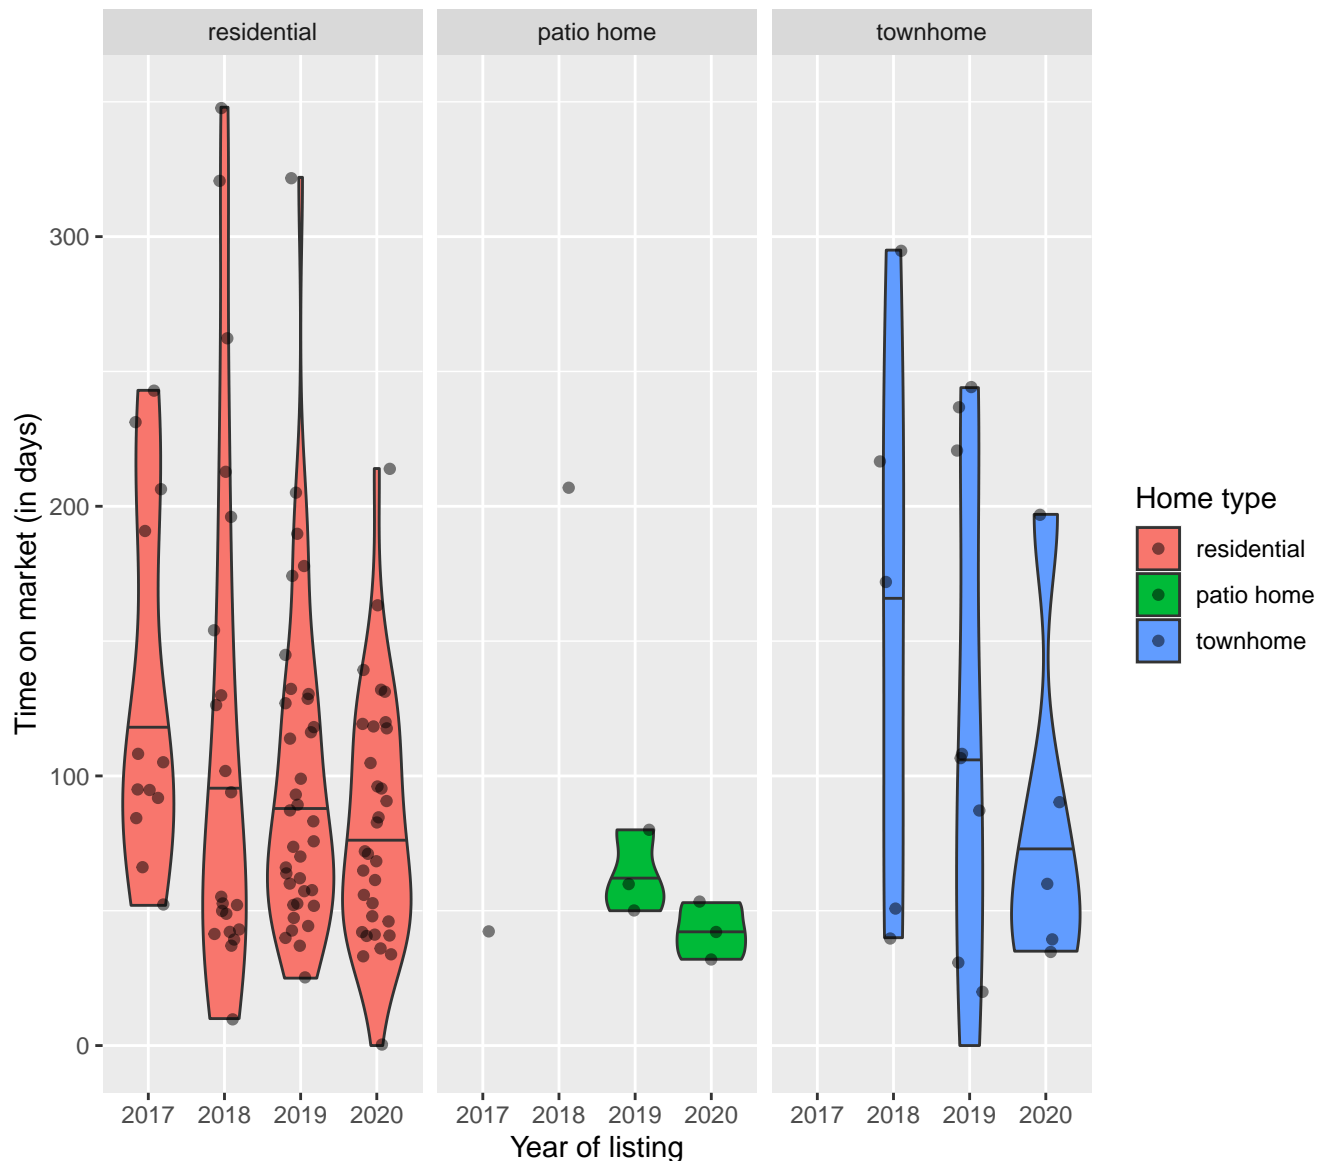 residential patio home townhome
300
200
100
0
Time on market (in days)
2017 2018 2019 2020 2017 2018 2019 2020 2017 2018 2019 2020
Year of listing
Home type
residential
patio home
townhome